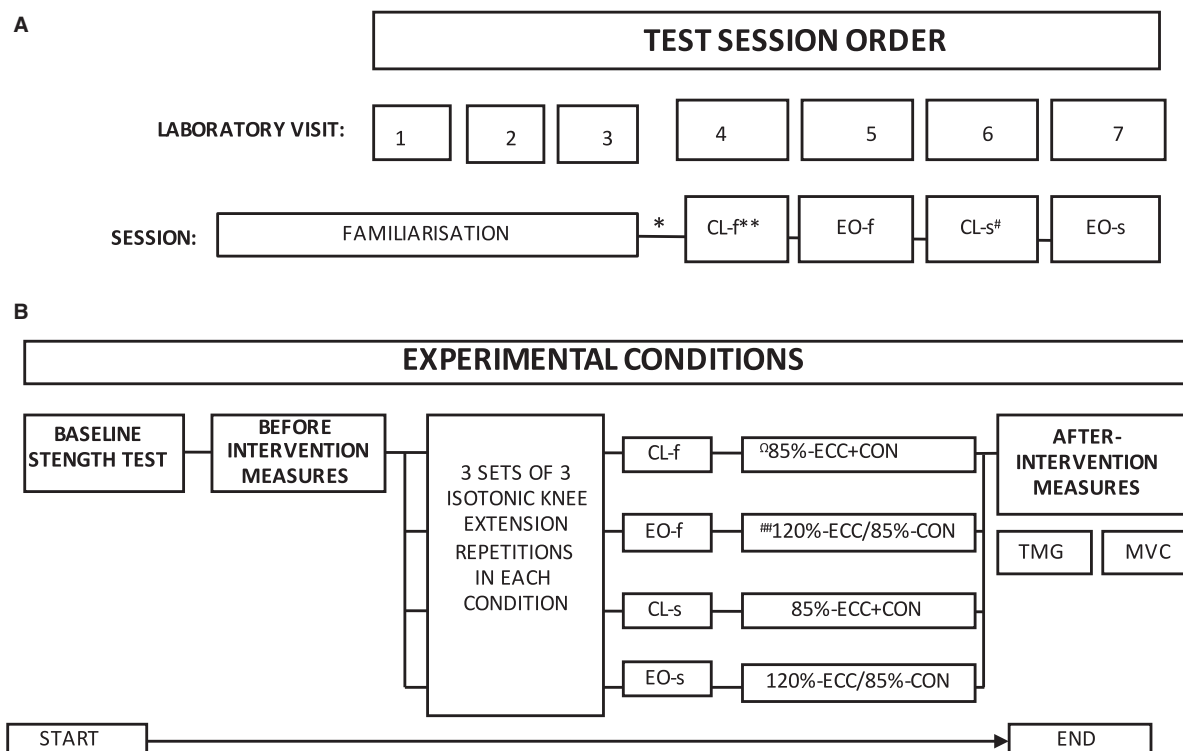 A
TEST SESSION ORDER
LABORATORY VISIT:
1 2 3 4 5 6 7
SESSION:
FAMILIARISATION * CL-f** EO-f CL-s# EO-s
B
EXPERIMENTAL CONDITIONS
BASELINE
STENGTH TEST
BEFORE
INTERVENTION
MEASURES
3 SETS OF 3
ISOTONIC KNEE
EXTENSION
REPETITIONS
IN EACH
CONDITION
CL-f Ω85%-ECC+CON
EO-f ##120%-ECC/85%-CON
CL-s 85%-ECC+CON
EO-s 120%-ECC/85%-CON
AFTER-
INTERVENTION
MEASURES
TMG MVC
START END